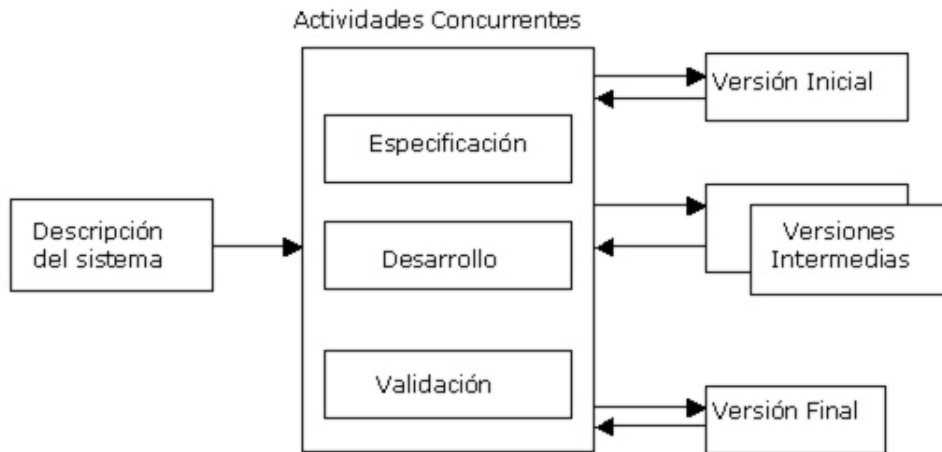 Actividades Concurrentes
Descripción
del sistema
Especificación
Desarrollo
Validación
Versión Inicial
Versiones
Intermedias
Versión Final